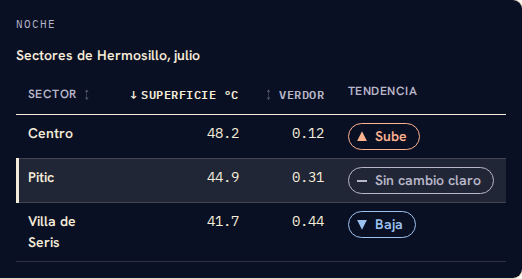 NOCHE
Sectores de Hermosillo, julio
SECTOR ↕ ↓ SUPERFICIE °C ↕ VERDOR TENDENCIA
Centro 48.2 0.12 ▲ Sube
Pitic 44.9 0.31 — Sin cambio claro
Villa de 41.7 0.44 ▼ Baja
Seris